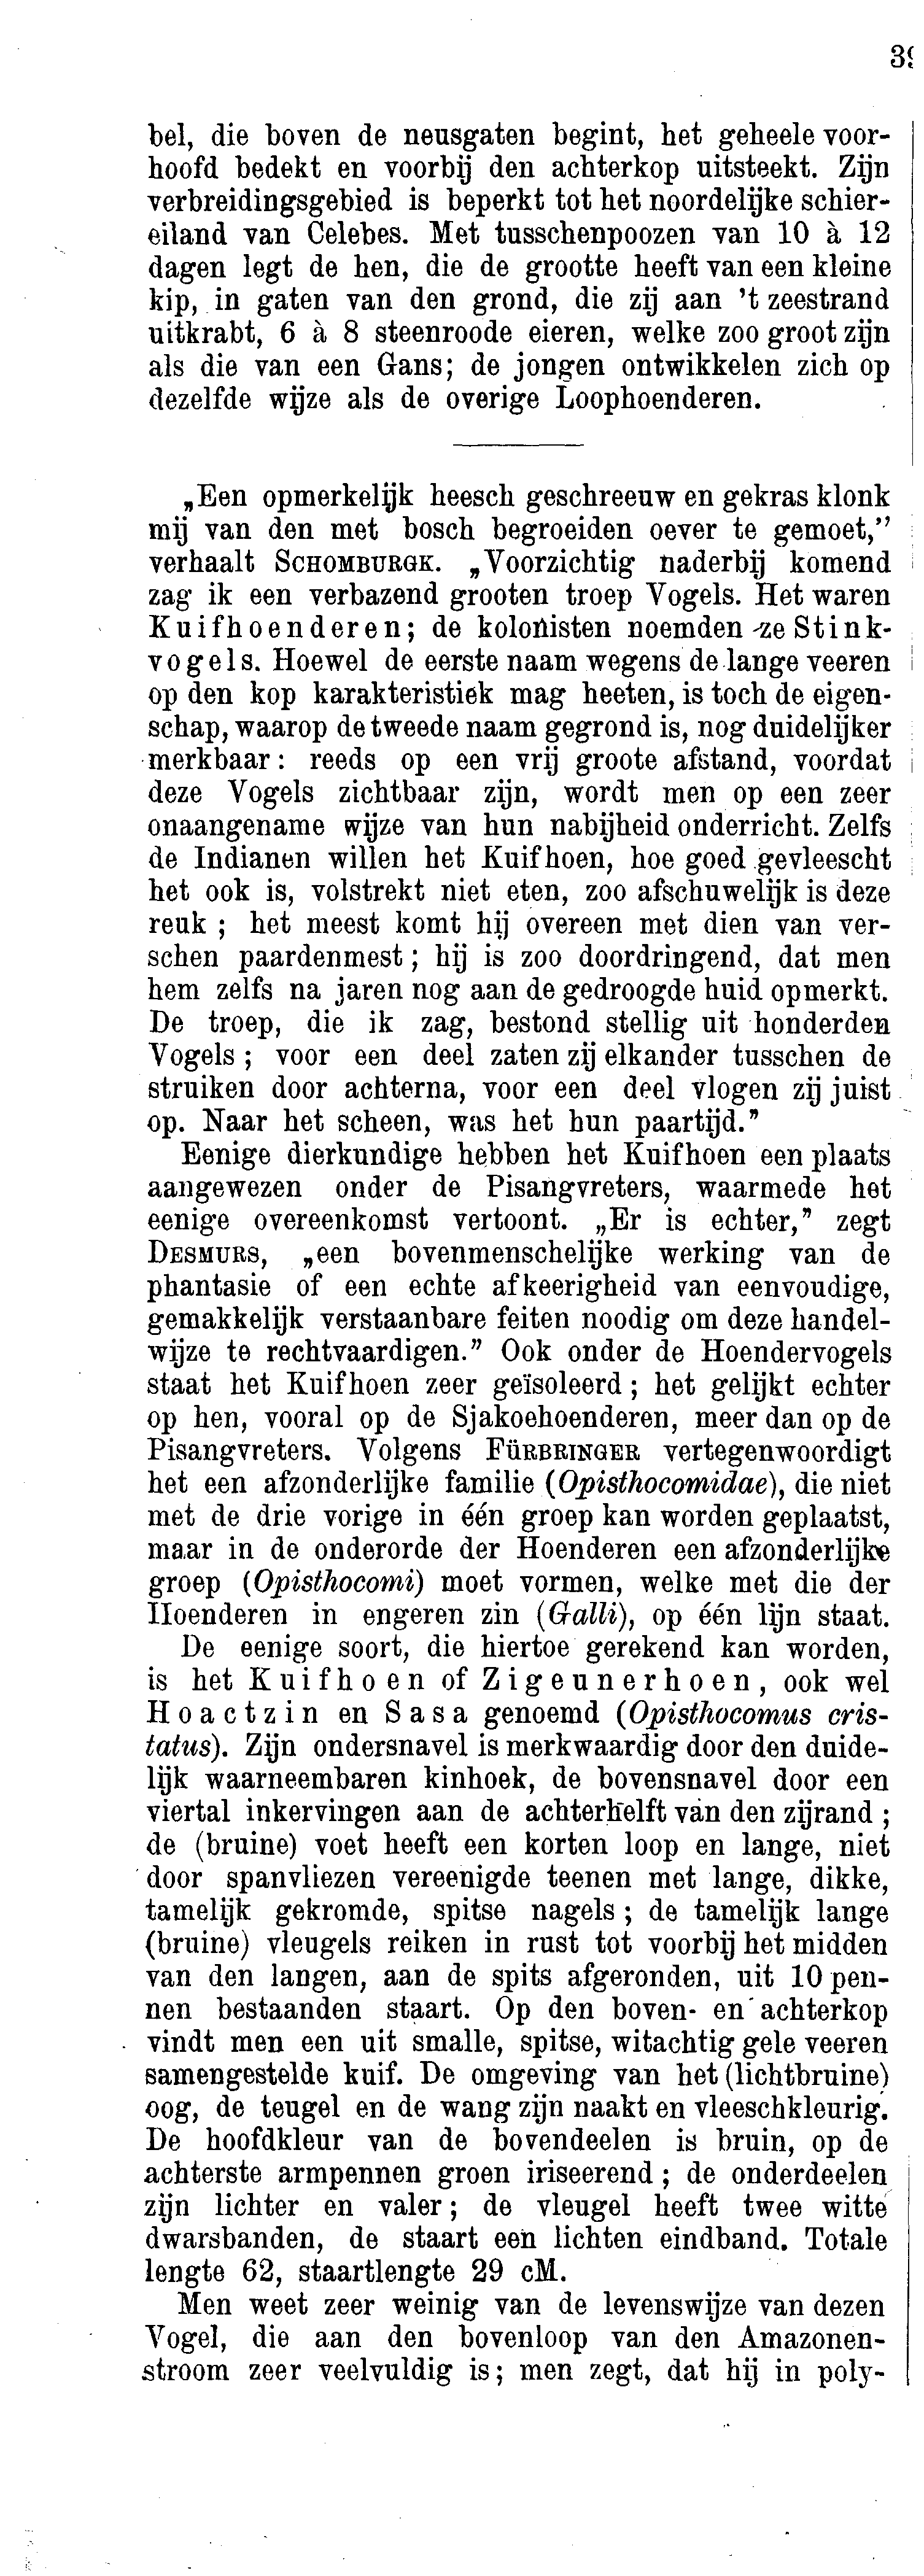 39
bel, die boven de neusgaten begint, het geheele voor-
hoofd bedekt en voorbij den achterkop uitsteekt. Zijn
verbreidingsgebied is beperkt tot het noordelijke schier-
eiland van Celebes. Met tusschenpoozen van 10 à 12
dagen legt de hen, die de grootte heeft van een kleine
kip, in gaten van den grond, die zij aan 't zeestrand
uitkrabt, 6 à 8 steenroode eieren, welke zoo groot zijn
als die van een Gans; de jongen ontwikkelen zich op
dezelfde wijze als de overige Loophoenderen.
„Een opmerkelijk heesch geschreeuw en gekras klonk
mij van den met bosch begroeiden oever te gemoet,”
verhaalt SCHOMBURGK. „Voorzichtig naderbij komend
zag ik een verbazend grooten troep Vogels. Het waren
Kuifhoenderen; de kolonisten noemden ze Stink-
vogels. Hoewel de eerste naam wegens de lange veeren
op den kop karakteristiek mag heeten, is toch de eigen-
schap, waarop de tweede naam gegrond is, nog duidelijker
merkbaar: reeds op een vrij groote afstand, voordat
deze Vogels zichtbaar zijn, wordt men op een zeer
onaangename wijze van hun nabijheid onderricht. Zelfs
de Indianen willen het Kuifhoen, hoe goed gevleescht
het ook is, volstrekt niet eten, zoo afschuwelijk is deze
reuk; het meest komt hij overeen met dien van ver-
schen paardenmest; hij is zoo doordringend, dat men
hem zelfs na jaren nog aan de gedroogde huid opmerkt.
De troep, die ik zag, bestond stellig uit honderden
Vogels; voor een deel zaten zij elkander tusschen de
struiken door achterna, voor een deel vlogen zij juist
op. Naar het scheen, was het hun paartijd.”
Eenige dierkundige hebben het Kuifhoen een plaats
aangewezen onder de Pisangvreters, waarmede het
eenige overeenkomst vertoont. „Er is echter,” zegt
DESMURS, „een bovenmenschelijke werking van de
phantasie of een echte afkeerigheid van eenvoudige,
gemakkelijk verstaanbare feiten noodig om deze handel-
wijze te rechtvaardigen.” Ook onder de Hoendervogels
staat het Kuifhoen zeer geïsoleerd; het gelijkt echter
op hen, vooral op de Sjakoehoenderen, meer dan op de
Pisangvreters. Volgens FÜRBRINGER vertegenwoordigt
het een afzonderlijke familie (Opisthocomidae), die niet
met de drie vorige in één groep kan worden geplaatst,
maar in de onderorde der Hoenderen een afzonderlijke
groep (Opisthocomi) moet vormen, welke met die der
Hoenderen in engeren zin (Galli), op één lijn staat.
De eenige soort, die hiertoe gerekend kan worden,
is het Kuifhoen of Zigeunerhoen, ook wel
Hoactzin en Sasa genoemd (Opisthocomus cris-
tatus). Zijn ondersnavel is merkwaardig door den duide-
lijk waarneembaren kinhoek, de bovensnavel door een
viertal inkervingen aan de achterhelft van den zijrand;
de (bruine) voet heeft een korten loop en lange, niet
door spanvliezen vereenigde teenen met lange, dikke,
tamelijk gekromde, spitse nagels; de tamelijk lange
(bruine) vleugels reiken in rust tot voorbij het midden
van den langen, aan de spits afgeronden, uit 10 pen-
nen bestaanden staart. Op den boven- en achterkop
vindt men een uit smalle, spitse, witachtig gele veeren
samengestelde kuif. De omgeving van het (lichtbruine)
oog, de teugel en de wang zijn naakt en vleeschkleurig.
De hoofdkleur van de bovendeelen is bruin, op de
achterste armpennen groen iriseerend; de onderdeelen
zijn lichter en valer; de vleugel heeft twee witte
dwarsbanden, de staart een lichten eindband. Totale
lengte 62, staartlengte 29 cM.
Men weet zeer weinig van de levenswijze van dezen
Vogel, die aan den bovenloop van den Amazonen-
stroom zeer veelvuldig is; men zegt, dat hij in poly-